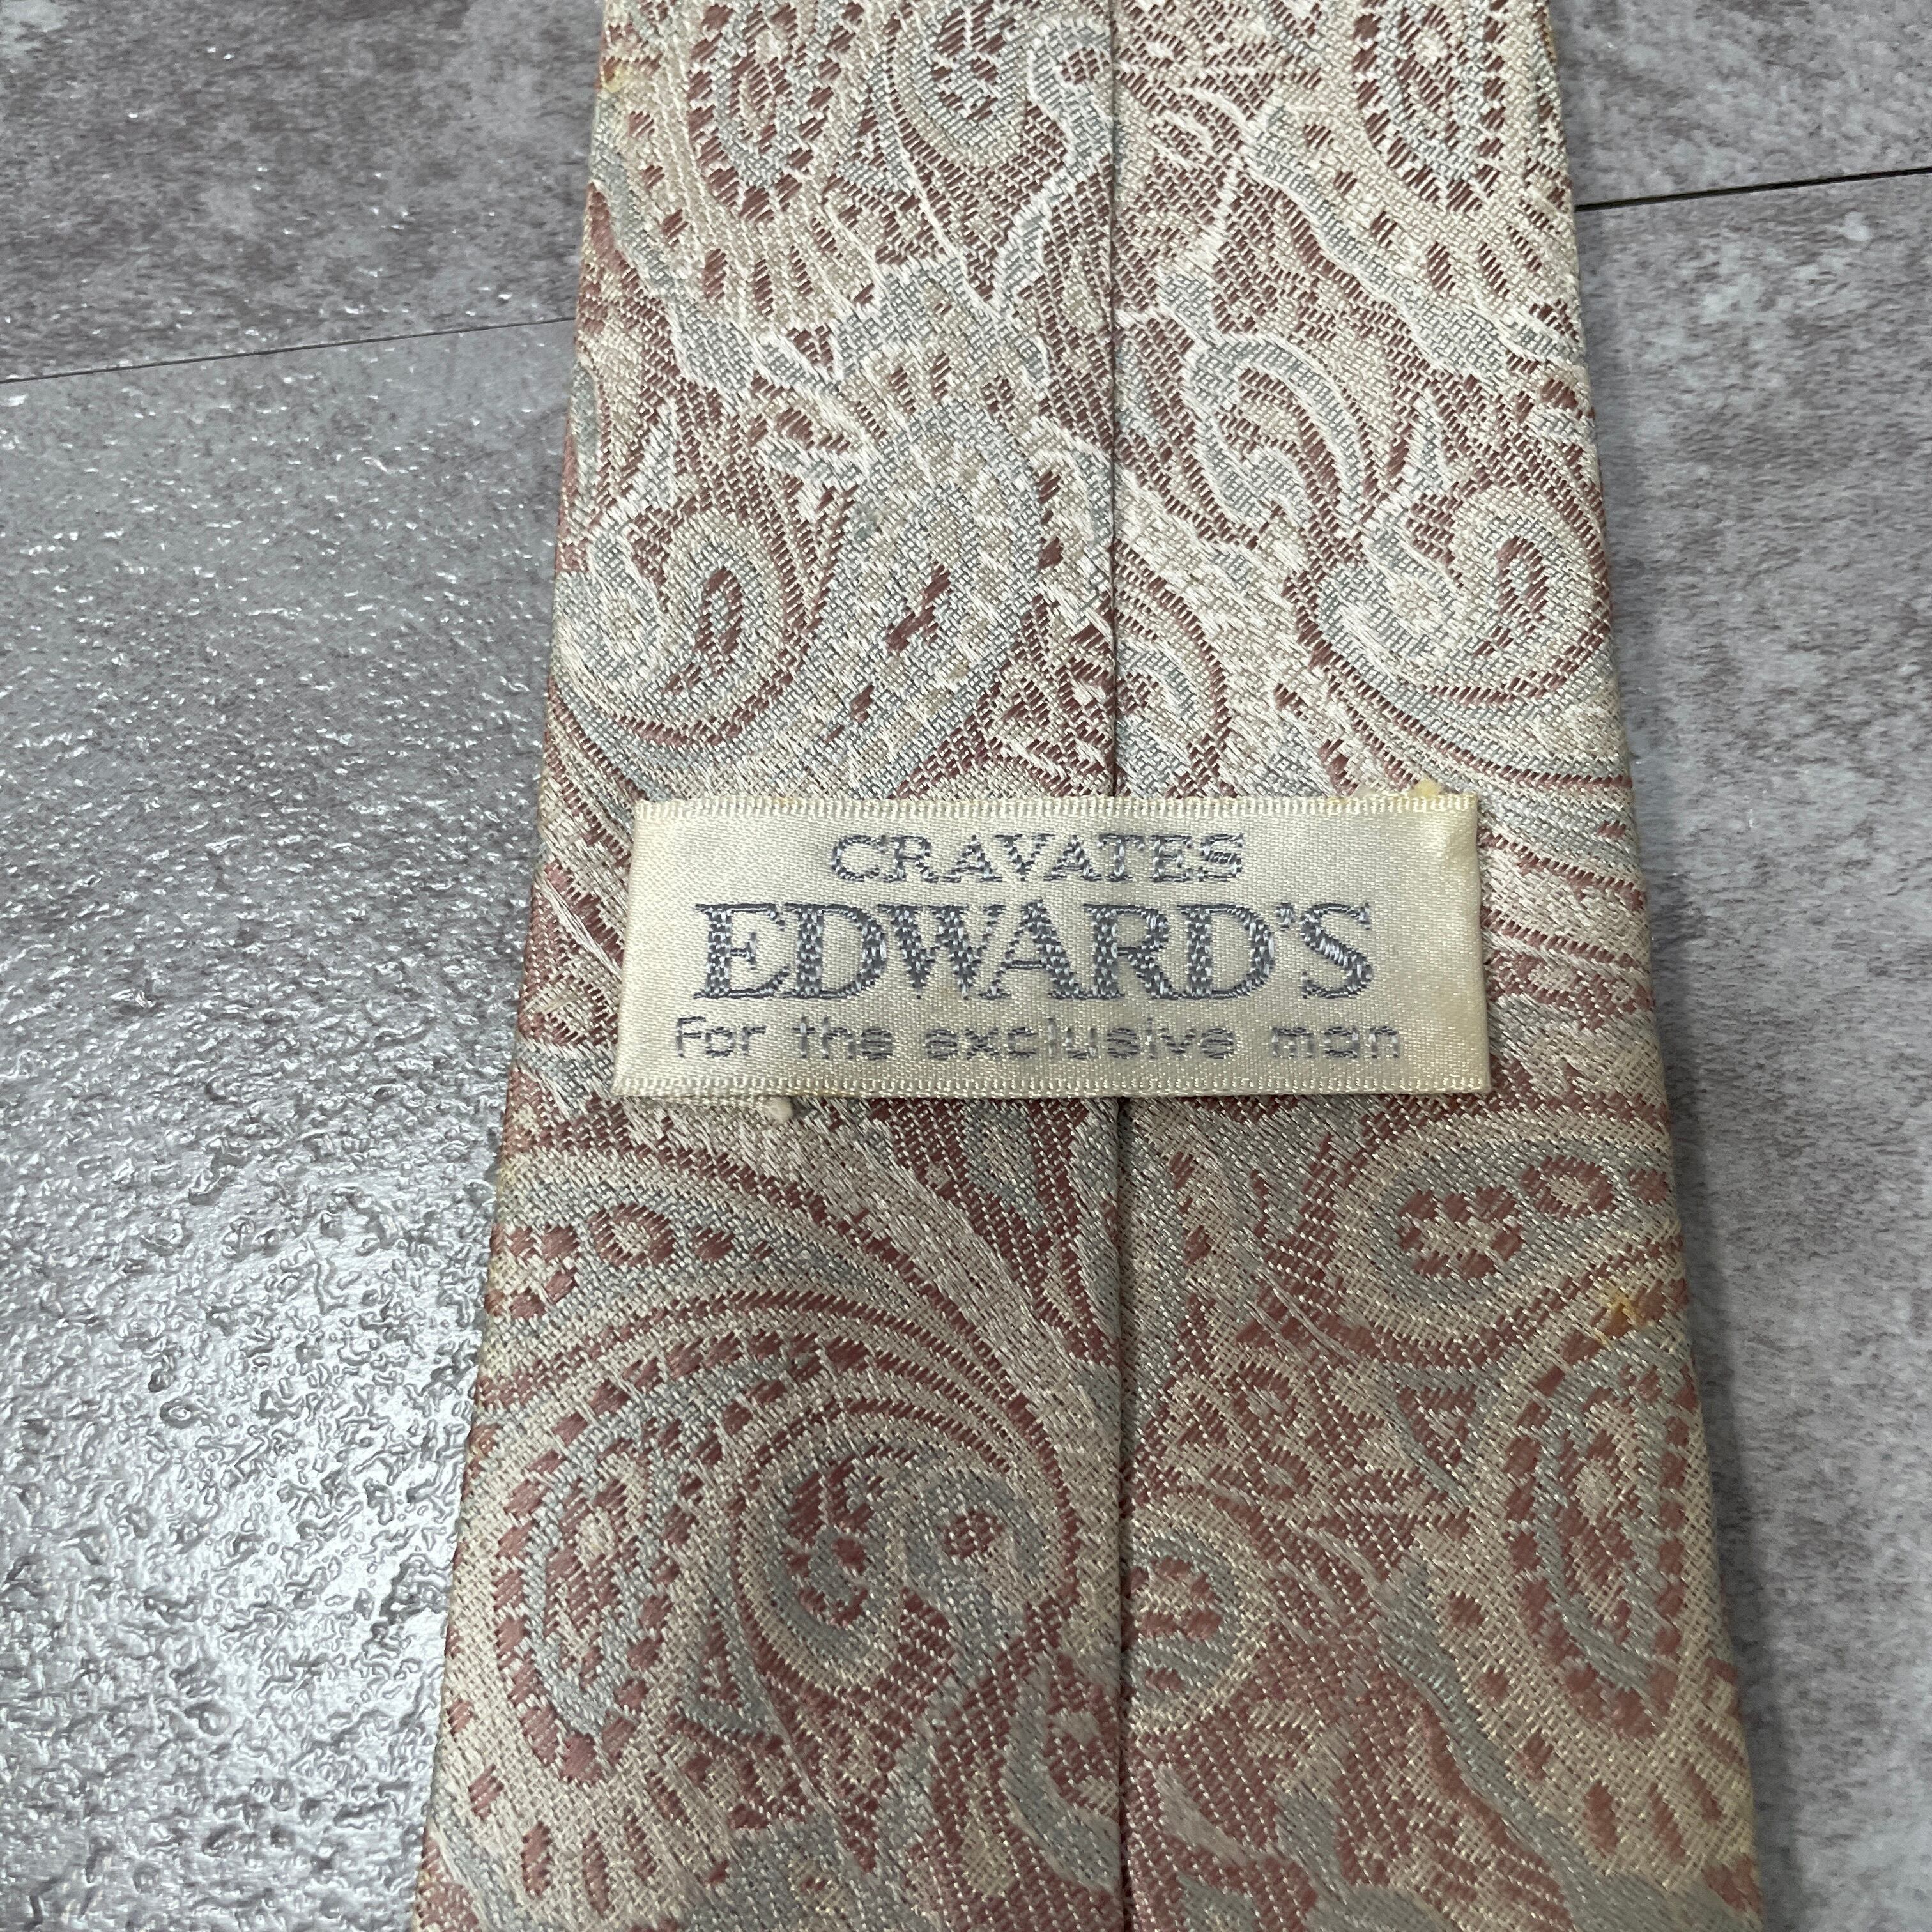 CRAVATES
EDWARD'S
For the exclusive man